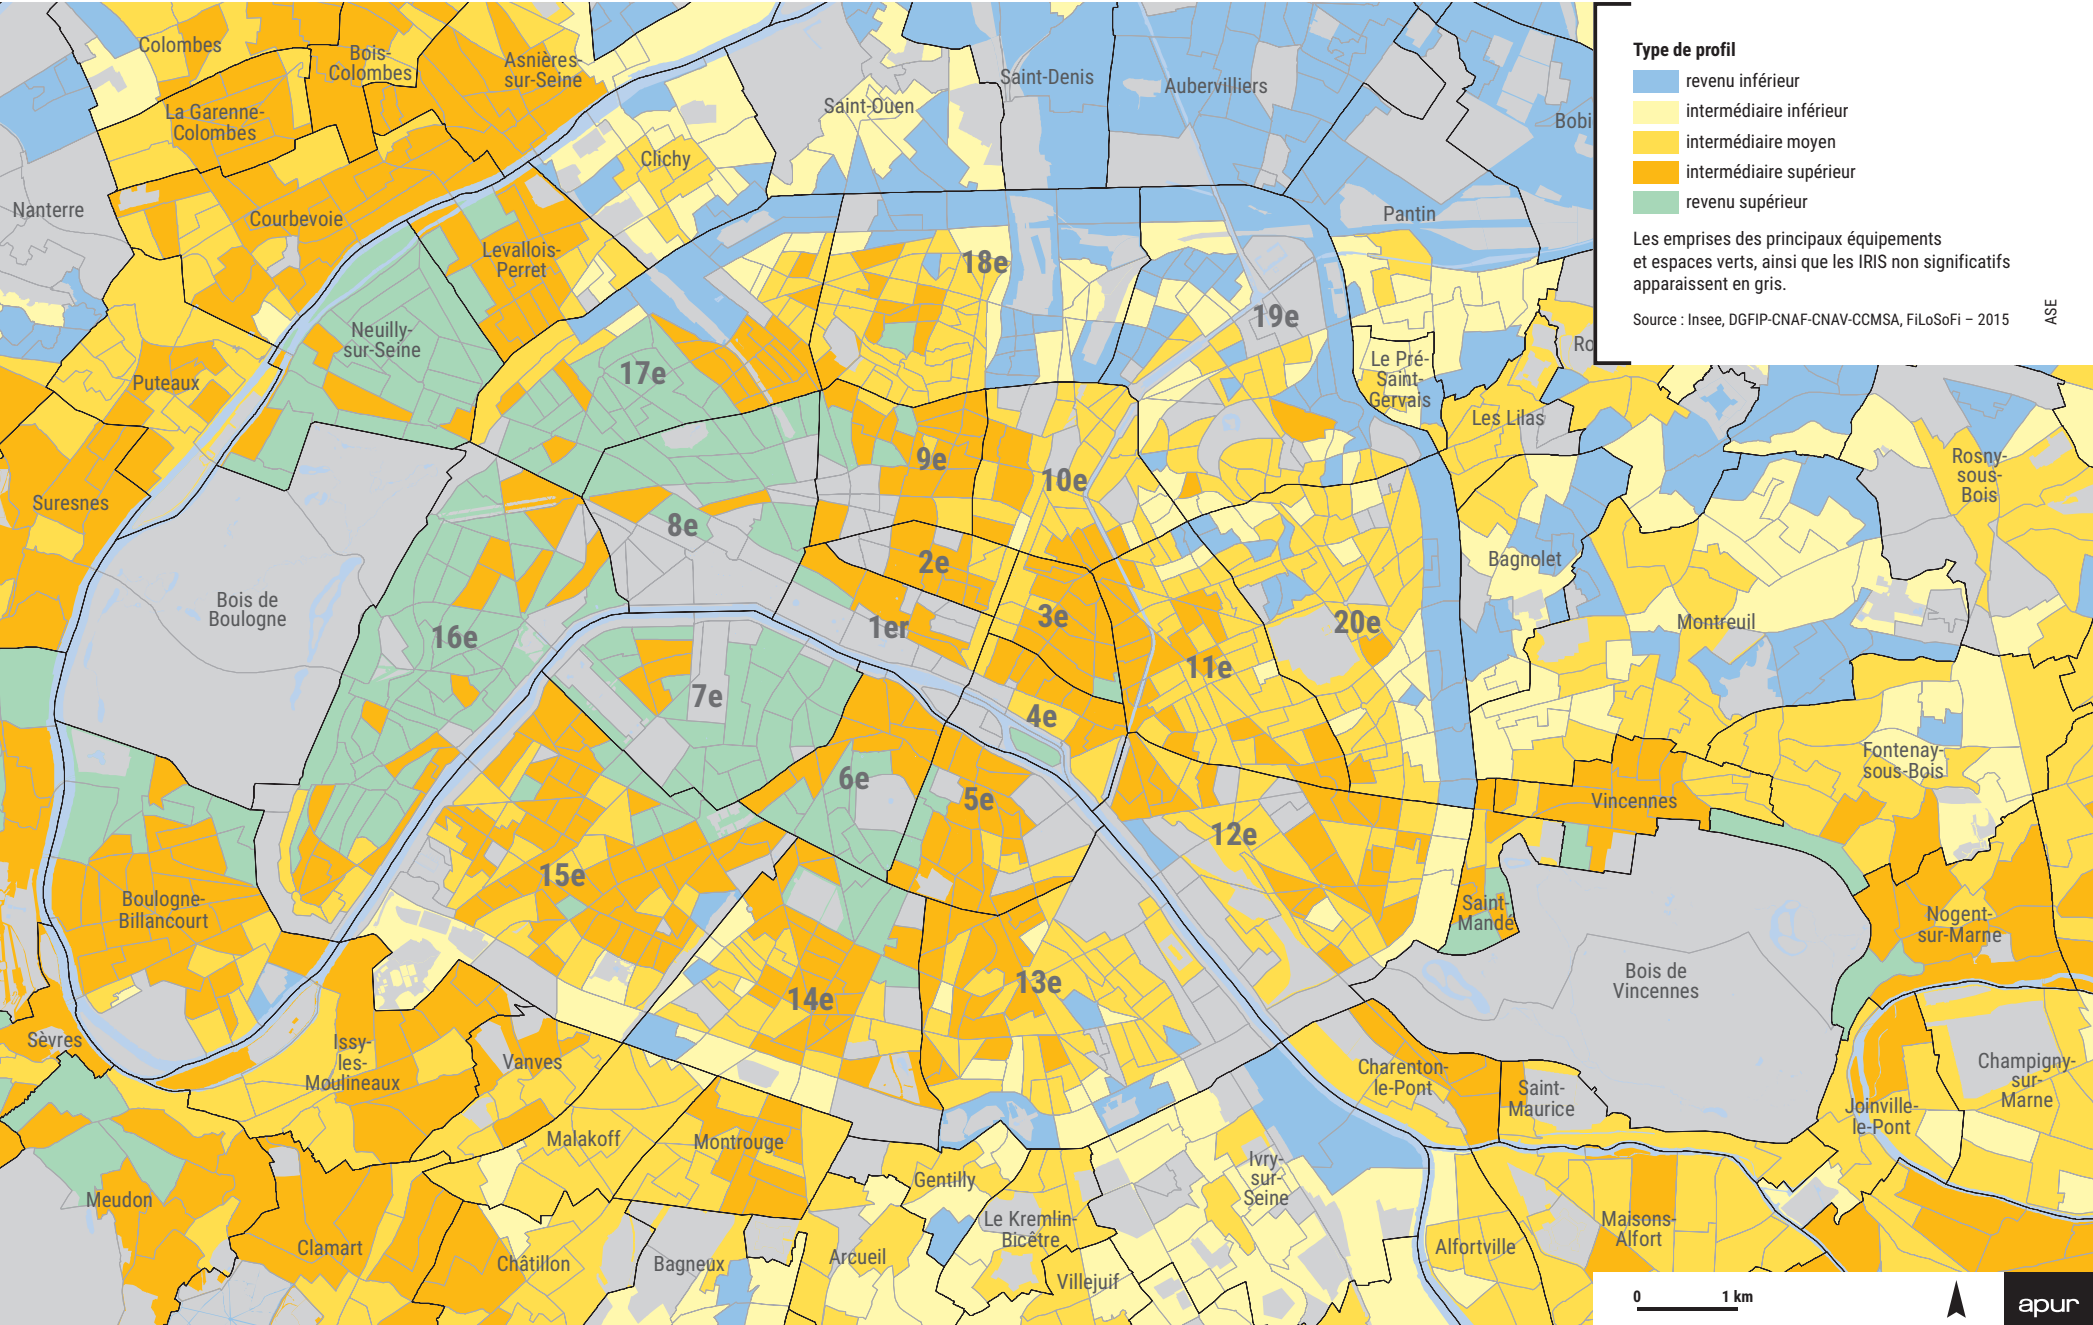 Colombes
Bois-
Colombes
Asnières-
sur-Seine
La Garenne-
Colombes
Saint-Ouen
Saint-Denis
Aubervilliers
Bobi
Clichy
Nanterre
Courbevoie
Levallois-
Perret
Pantin
18e
19e
Neuilly-
sur-Seine
17e
Le Pré-
Saint-
Gervais
Ro
Puteaux
Les Lilas
Suresnes
9e
10e
Rosny-
sous-
Bois
8e
2e
Bagnolet
Bois de
Boulogne
16e
1er
3e
20e
Montreuil
11e
7e
4e
6e
5e
Fontenay-
sous-Bois
Vincennes
12e
15e
Boulogne-
Billancourt
Saint-
Mandé
Nogent-
sur-Marne
14e
13e
Bois de
Vincennes
Sèvres
Issy-
les-
Moulineaux
Vanves
Charenton-
le-Pont
Saint-
Maurice
Champigny-
sur-
Marne
Joinville-
le-Pont
Malakoff
Montrouge
Gentilly
Ivry-
sur-
Seine
Meudon
Le Kremlin-
Bicêtre
Clamart
Châtillon
Bagneux
Arcueil
Villejuif
Alfortville
Maisons-
Alfort
Type de profil
revenu inférieur
intermédiaire inférieur
intermédiaire moyen
intermédiaire supérieur
revenu supérieur
Les emprises des principaux équipements
et espaces verts, ainsi que les IRIS non significatifs
apparaissent en gris.
Source : Insee, DGFIP-CNAF-CNAV-CCMSA, FiLoSoFi – 2015
ASE
0 1 km
apur